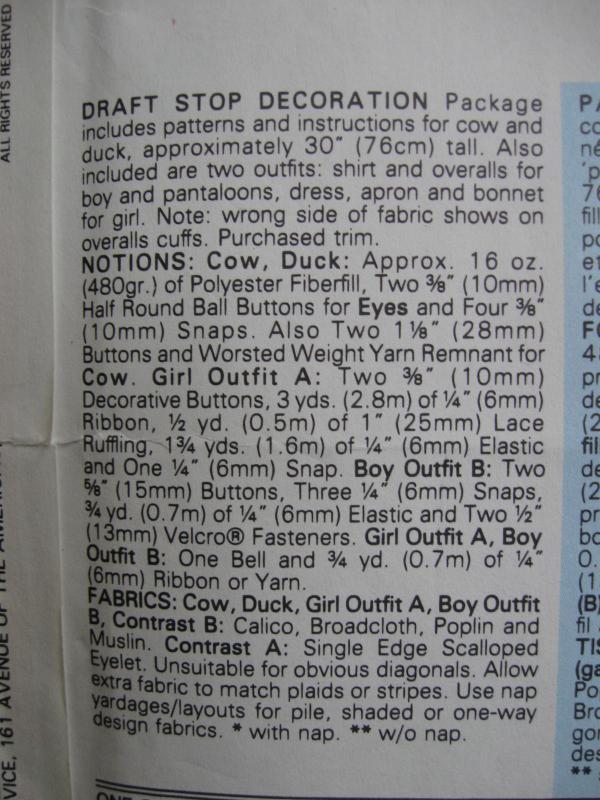 ALL RIGHTS RESERVED
VICE, 161 AVENUE OF THE
DRAFT STOP DECORATION Package
includes patterns and instructions for cow and
duck, approximately 30" (76cm) tall. Also
included are two outfits: shirt and overalls for
boy and pantaloons, dress, apron and bonnet
for girl. Note: wrong side of fabric shows on
overalls cuffs. Purchased trim.
NOTIONS: Cow, Duck: Approx. 16 oz.
(480gr.) of Polyester Fiberfill, Two ⅜" (10mm)
Half Round Ball Buttons for Eyes and Four ⅜"
(10mm) Snaps. Also Two 1⅛" (28mm)
Buttons and Worsted Weight Yarn Remnant for
Cow. Girl Outfit A: Two ⅜" (10mm)
Decorative Buttons, 3 yds. (2.8m) of ¼" (6mm)
Ribbon, ½ yd. (0.5m) of 1" (25mm) Lace
Ruffling, 1¾ yds. (1.6m) of ¼" (6mm) Elastic
and One ¼" (6mm) Snap. Boy Outfit B: Two
⅝" (15mm) Buttons, Three ¼" (6mm) Snaps,
¾ yd. (0.7m) of ¼" (6mm) Elastic and Two ½"
(13mm) Velcro® Fasteners. Girl Outfit A, Boy
Outfit B: One Bell and ¾ yd. (0.7m) of ¼"
(6mm) Ribbon or Yarn.
FABRICS: Cow, Duck, Girl Outfit A, Boy Outfit
B, Contrast B: Calico, Broadcloth, Poplin and
Muslin. Contrast A: Single Edge Scalloped
Eyelet. Unsuitable for obvious diagonals. Allow
extra fabric to match plaids or stripes. Use nap
yardages/layouts for pile, shaded or one-way
design fabrics. * with nap. ** w/o nap.